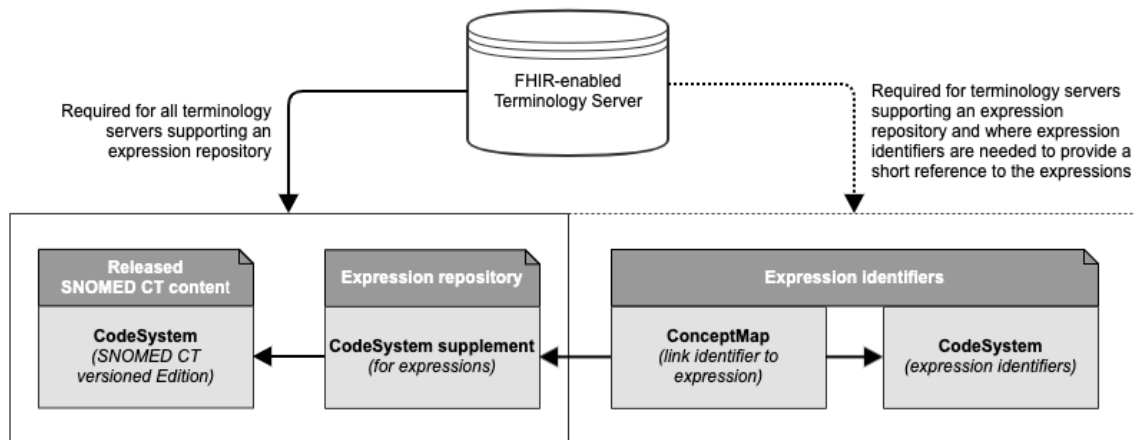 FHIR-enabled
Terminology Server
Required for all terminology
servers supporting an
expression repository
Required for terminology servers
supporting an expression
repository and where expression
identifiers are needed to provide a
short reference to the expressions
Released
SNOMED CT content
Expression repository
Expression identifiers
CodeSystem
(SNOMED CT
versioned Edition)
CodeSystem supplement
(for expressions)
ConceptMap
(link identifier to
expression)
CodeSystem
(expression identifiers)